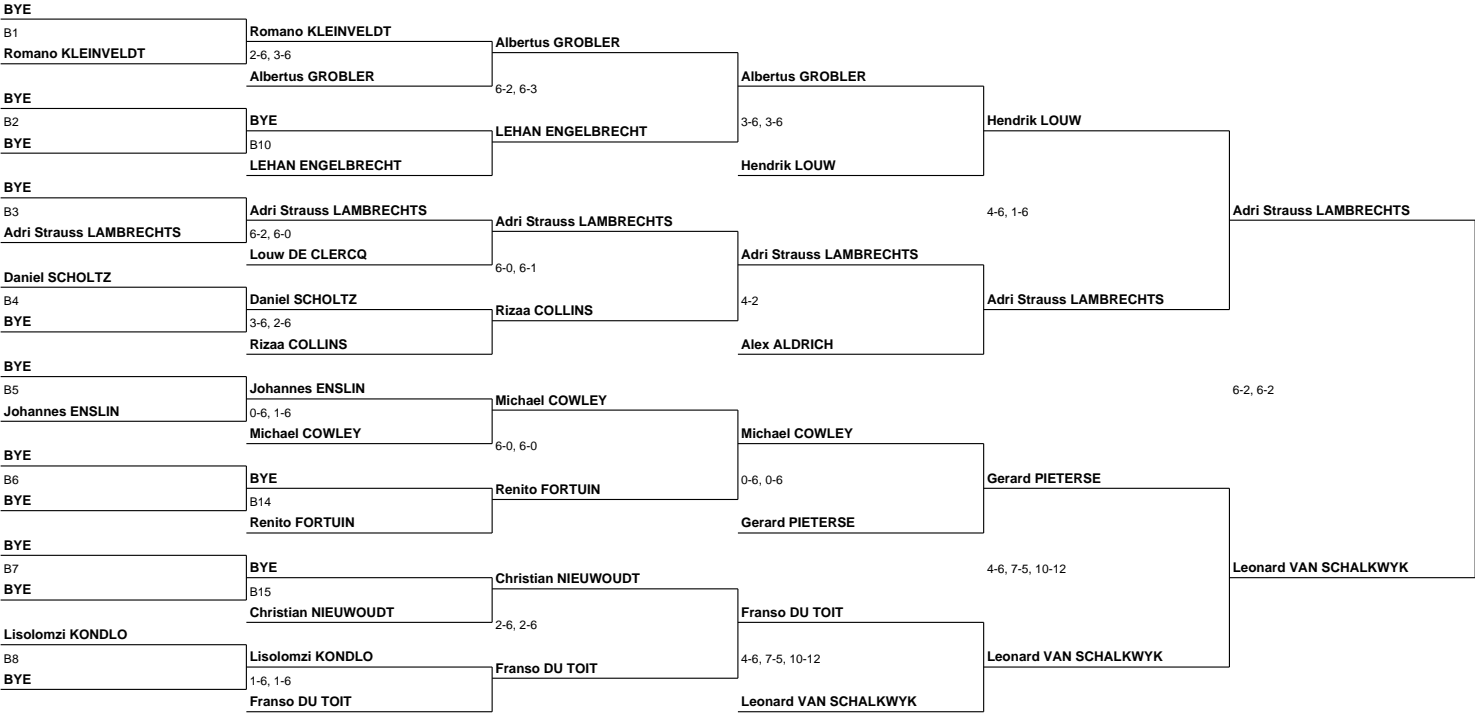 BYE
B1
Romano KLEINVELDT
BYE
B2
BYE
BYE
B3
Adri Strauss LAMBRECHTS
Daniel SCHOLTZ
B4
BYE
BYE
B5
Johannes ENSLIN
BYE
B6
BYE
BYE
B7
BYE
Lisolomzi KONDLO
B8
BYE
Romano KLEINVELDT
2-6, 3-6
Albertus GROBLER
BYE
B10
LEHAN ENGELBRECHT
Adri Strauss LAMBRECHTS
6-2, 6-0
Louw DE CLERCQ
Daniel SCHOLTZ
3-6, 2-6
Rizaa COLLINS
Johannes ENSLIN
0-6, 1-6
Michael COWLEY
BYE
B14
Renito FORTUIN
BYE
B15
Christian NIEUWOUDT
Lisolomzi KONDLO
1-6, 1-6
Franso DU TOIT
Albertus GROBLER
6-2, 6-3
LEHAN ENGELBRECHT
Adri Strauss LAMBRECHTS
6-0, 6-1
Rizaa COLLINS
Michael COWLEY
6-0, 6-0
Renito FORTUIN
Christian NIEUWOUDT
2-6, 2-6
Franso DU TOIT
Albertus GROBLER
3-6, 3-6
Hendrik LOUW
Adri Strauss LAMBRECHTS
4-2
Alex ALDRICH
Michael COWLEY
0-6, 0-6
Gerard PIETERSE
Franso DU TOIT
4-6, 7-5, 10-12
Leonard VAN SCHALKWYK
Hendrik LOUW
4-6, 1-6
Adri Strauss LAMBRECHTS
Gerard PIETERSE
4-6, 7-5, 10-12
Leonard VAN SCHALKWYK
Adri Strauss LAMBRECHTS
6-2, 6-2
Leonard VAN SCHALKWYK